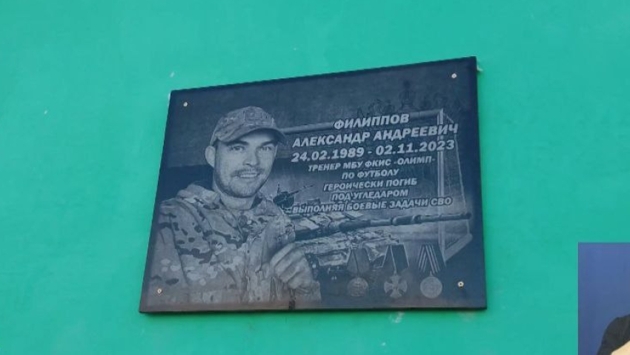 ФИЛИППОВ
АЛЕКСАНДР АНДРЕЕВИЧ
24.02.1989 - 02.11.2023
ТРЕНЕР МБУ ФКИС «ОЛИМП»
ПО ФУТБОЛУ
ГЕРОИЧЕСКИ ПОГИБ
ПОД УГЛЕДАРОМ
ВЫПОЛНЯЯ БОЕВЫЕ ЗАДАЧИ СВО